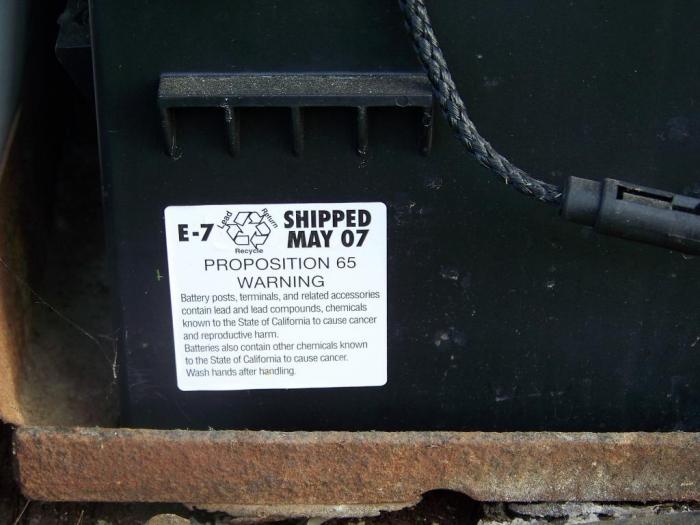 E-7 Lead Return Recycle SHIPPED
MAY 07
PROPOSITION 65
WARNING
Battery posts, terminals, and related accessories
contain lead and lead compounds, chemicals
known to the State of California to cause cancer
and reproductive harm.
Batteries also contain other chemicals known
to the State of California to cause cancer.
Wash hands after handling.